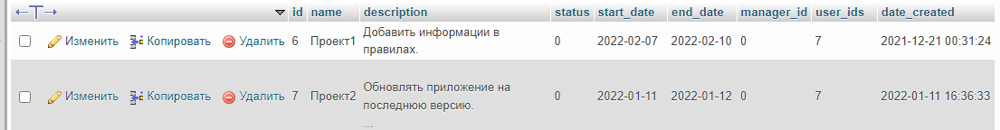 id name description status start_date end_date manager_id user_ids date_created
Изменить Копировать Удалить 6 Проект1 Добавить информации в правилах. 0 2022-02-07 2022-02-10 0 7 2021-12-21 00:31:24
Изменить Копировать Удалить 7 Проект2 Обновлять приложение на последнюю версию. ... 0 2022-01-11 2022-01-12 0 7 2022-01-11 16:36:33